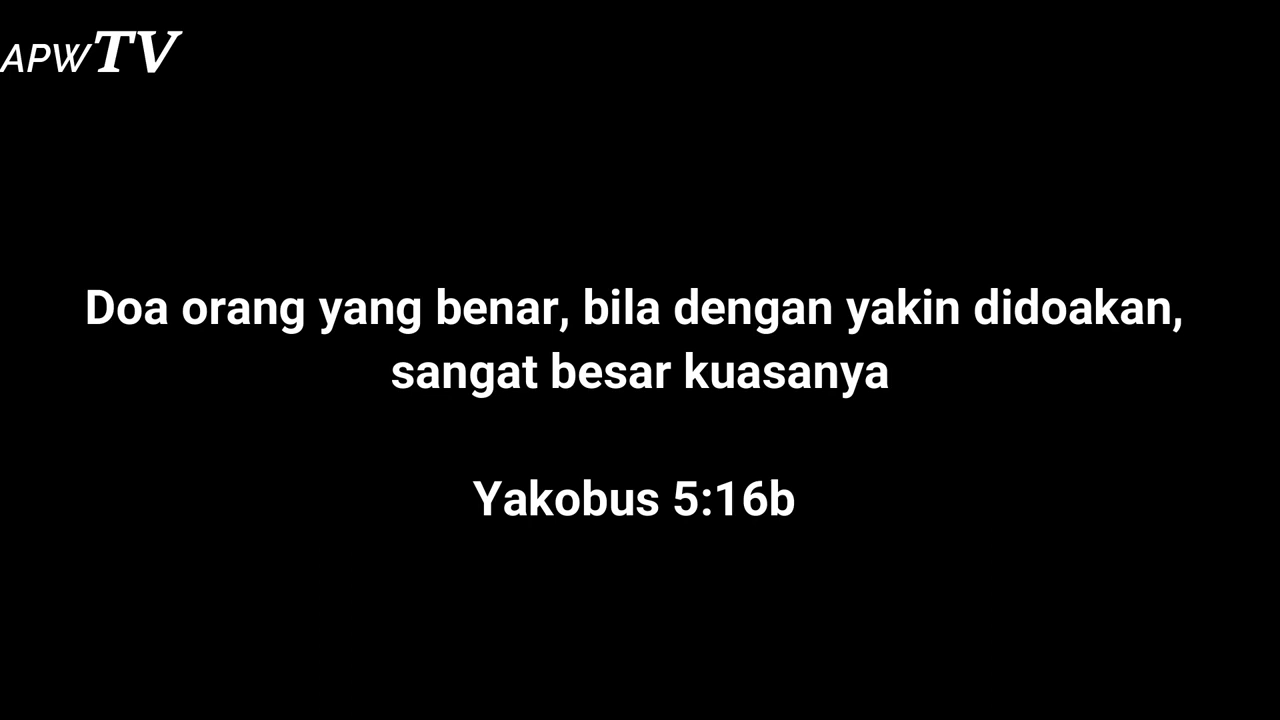 APWTV
Doa orang yang benar, bila dengan yakin didoakan,
sangat besar kuasanya
Yakobus 5:16b